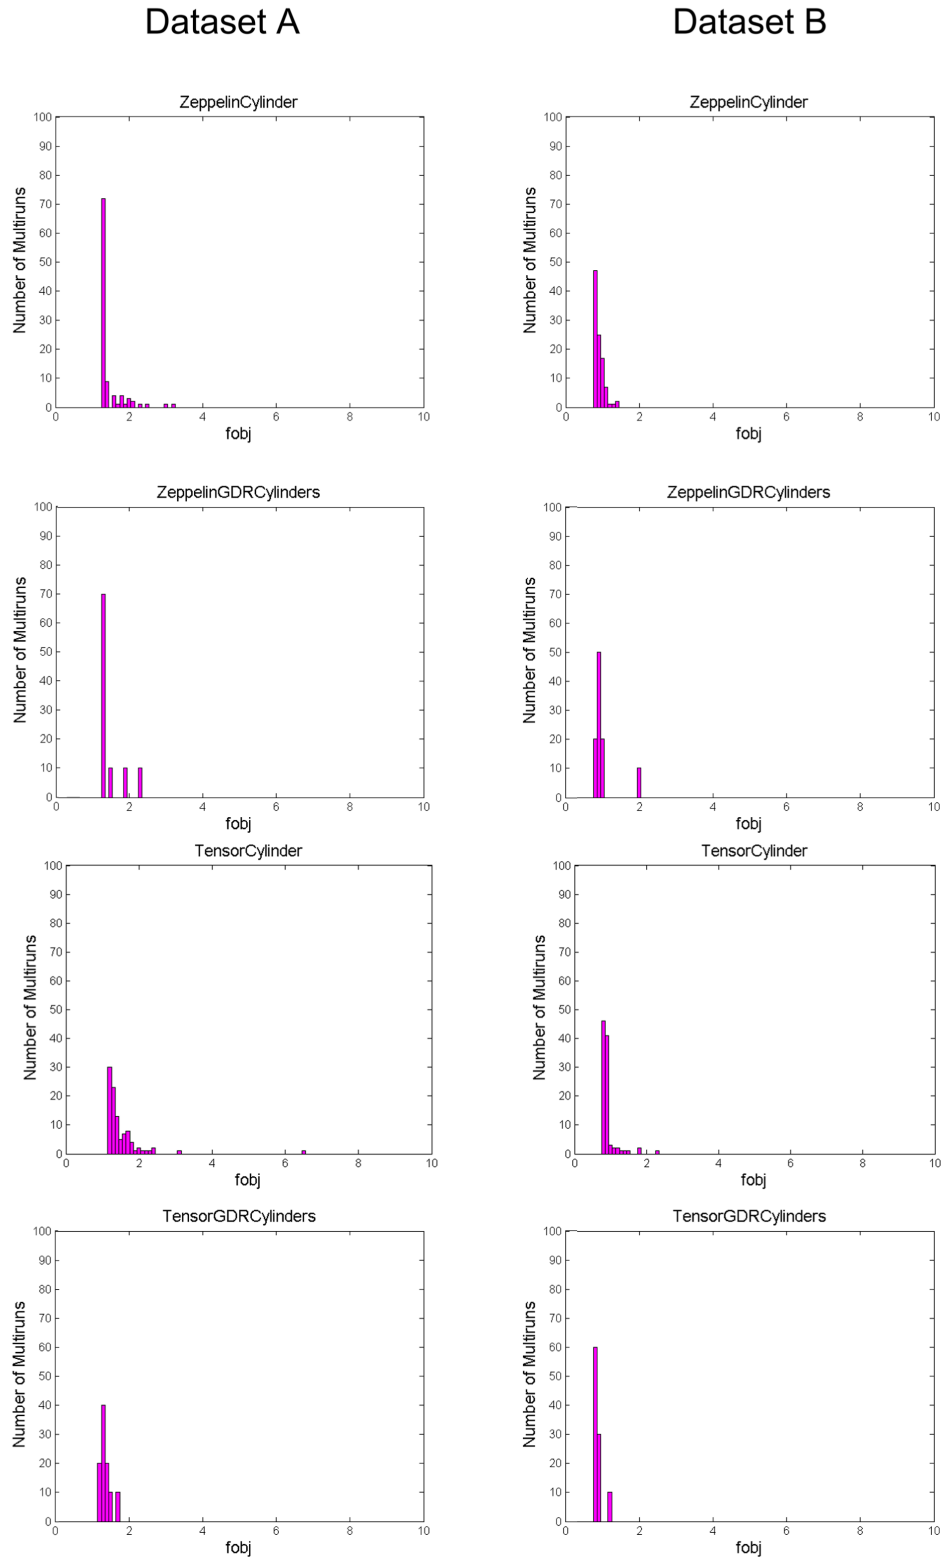 Dataset A
Dataset B
ZeppelinCylinder
100
90
80
70
60
50
40
30
20
10
0
Number of Multiruns
0 2 4 6 8 10
fobj
ZeppelinCylinder
100
90
80
70
60
50
40
30
20
10
0
Number of Multiruns
0 2 4 6 8 10
fobj
ZeppelinGDRCylinders
100
90
80
70
60
50
40
30
20
10
0
Number of Multiruns
0 2 4 6 8 10
fobj
ZeppelinGDRCylinders
100
90
80
70
60
50
40
30
20
10
0
Number of Multiruns
0 2 4 6 8 10
fobj
TensorCylinder
100
90
80
70
60
50
40
30
20
10
0
Number of Multiruns
0 2 4 6 8 10
fobj
TensorCylinder
100
90
80
70
60
50
40
30
20
10
0
Number of Multiruns
0 2 4 6 8 10
fobj
TensorGDRCylinders
100
90
80
70
60
50
40
30
20
10
0
Number of Multiruns
0 2 4 6 8 10
fobj
TensorGDRCylinders
100
90
80
70
60
50
40
30
20
10
0
Number of Multiruns
0 2 4 6 8 10
fobj